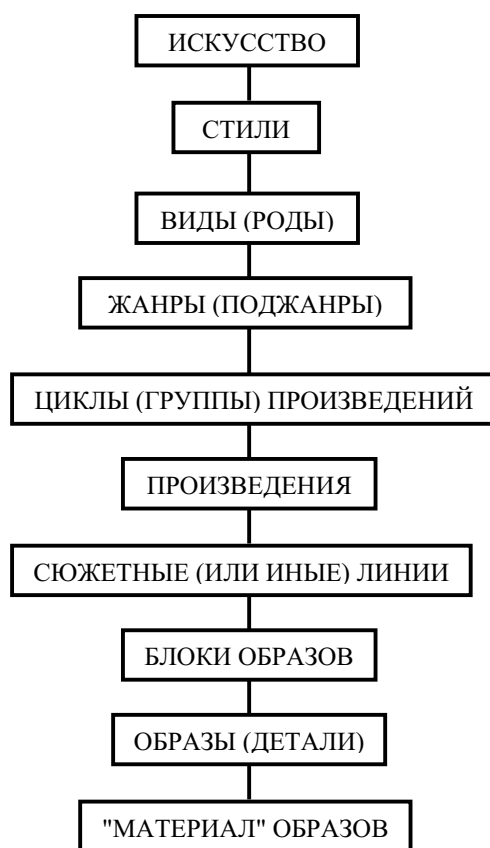 ИСКУССТВО
СТИЛИ
ВИДЫ (РОДЫ)
ЖАНРЫ (ПОДЖАНРЫ)
ЦИКЛЫ (ГРУППЫ) ПРОИЗВЕДЕНИЙ
ПРОИЗВЕДЕНИЯ
СЮЖЕТНЫЕ (ИЛИ ИНЫЕ) ЛИНИИ
БЛОКИ ОБРАЗОВ
ОБРАЗЫ (ДЕТАЛИ)
"МАТЕРИАЛ" ОБРАЗОВ